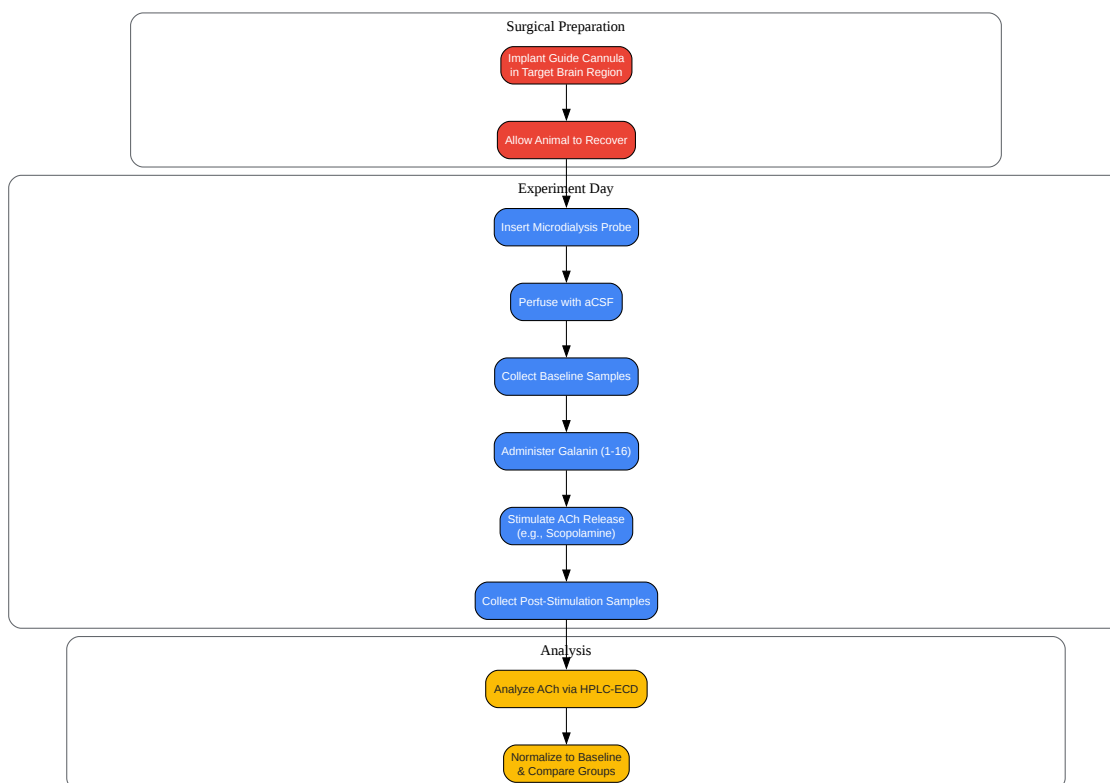 Surgical Preparation
Implant Guide Cannula
in Target Brain Region
Allow Animal to Recover
Experiment Day
Insert Microdialysis Probe
Perfuse with aCSF
Collect Baseline Samples
Administer Galanin (1-16)
Stimulate ACh Release
(e.g., Scopolamine)
Collect Post-Stimulation Samples
Analysis
Analyze ACh via HPLC-ECD
Normalize to Baseline
& Compare Groups